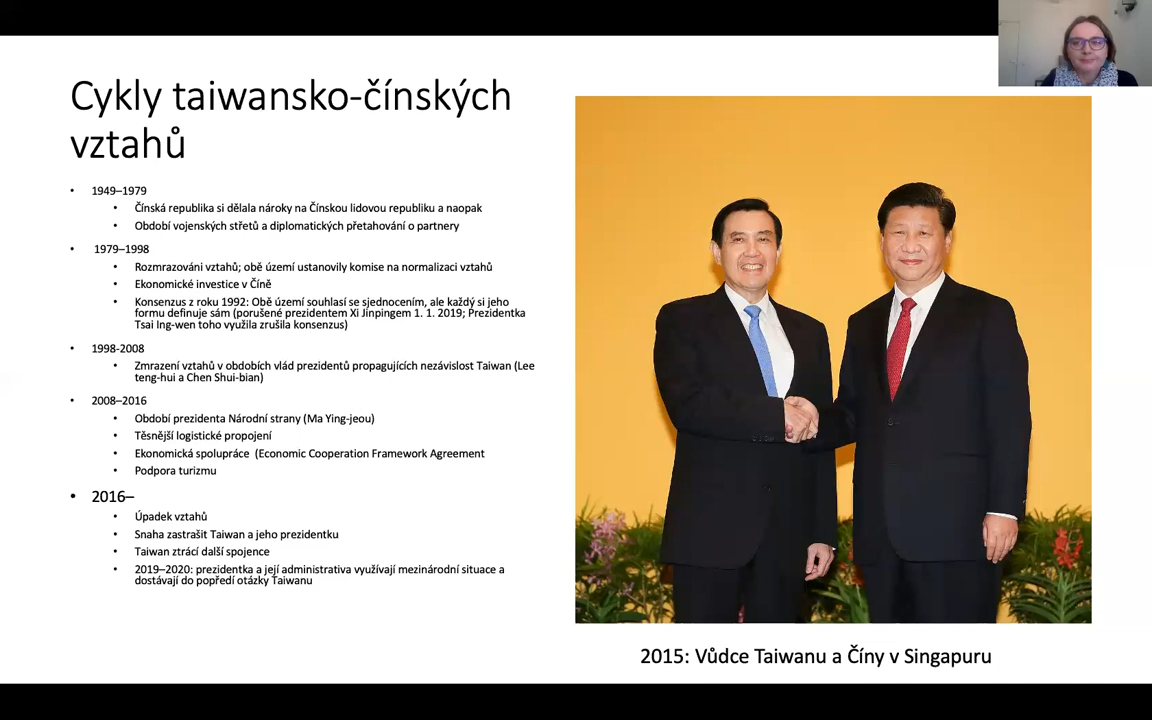 Cykly taiwansko-čínských
vztahů
• 1949–1979
• Čínská republika si dělala nároky na Čínskou lidovou republiku a naopak
• Období vojenských střetů a diplomatických přetahování o partnery
• 1979–1998
• Rozmrazováni vztahů; obě území ustanovily komise na normalizaci vztahů
• Ekonomické investice v Číně
• Konsenzus z roku 1992: Obě území souhlasí se sjednocením, ale každý si jeho
formu definuje sám (porušené prezidentem Xi Jinpingem 1. 1. 2019; Prezidentka
Tsai Ing-wen toho využila zrušila konsenzus)
• 1998-2008
• Zmrazení vztahů v obdobích vlád prezidentů propagujících nezávislost Taiwan (Lee
teng-hui a Chen Shui-bian)
• 2008–2016
• Období prezidenta Národní strany (Ma Ying-jeou)
• Těsnější logistické propojení
• Ekonomická spolupráce (Economic Cooperation Framework Agreement
• Podpora turizmu
• 2016–
• Úpadek vztahů
• Snaha zastrašit Taiwan a jeho prezidentku
• Taiwan ztrácí další spojence
• 2019–2020: prezidentka a její administrativa využívají mezinárodní situace a
dostávají do popředí otázky Taiwanu
2015: Vůdce Taiwanu a Číny v Singapuru